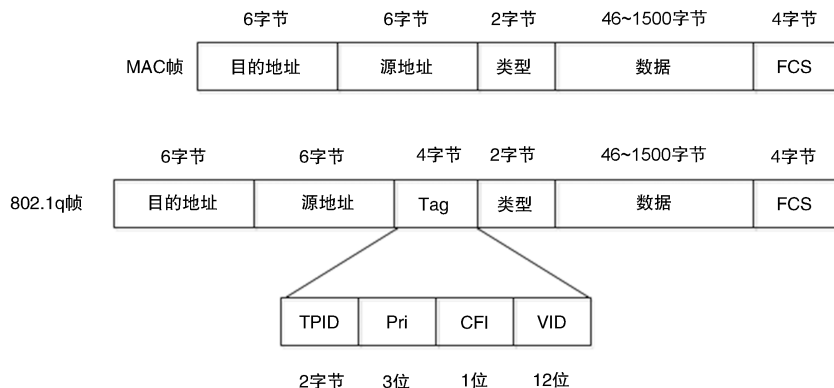 6字节 6字节 2字节 46~1500字节 4字节
MAC帧 目的地址 源地址 类型 数据 FCS
6字节 6字节 4字节 2字节 46~1500字节 4字节
802.1q帧 目的地址 源地址 Tag 类型 数据 FCS
TPID Pri CFI VID
2字节 3位 1位 12位